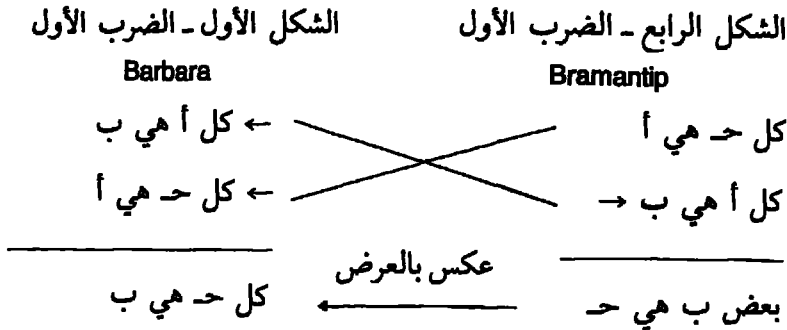 الشكل الرابع ـ الضرب الأول
الشكل الأول ـ الضرب الأول
Bramantip
Barbara
كل حـ هي أ
← كل أ هي ب
كل أ هي ب →
← كل حـ هي أ
عكس بالعرض
بعض ب هي حـ
كل حـ هي ب